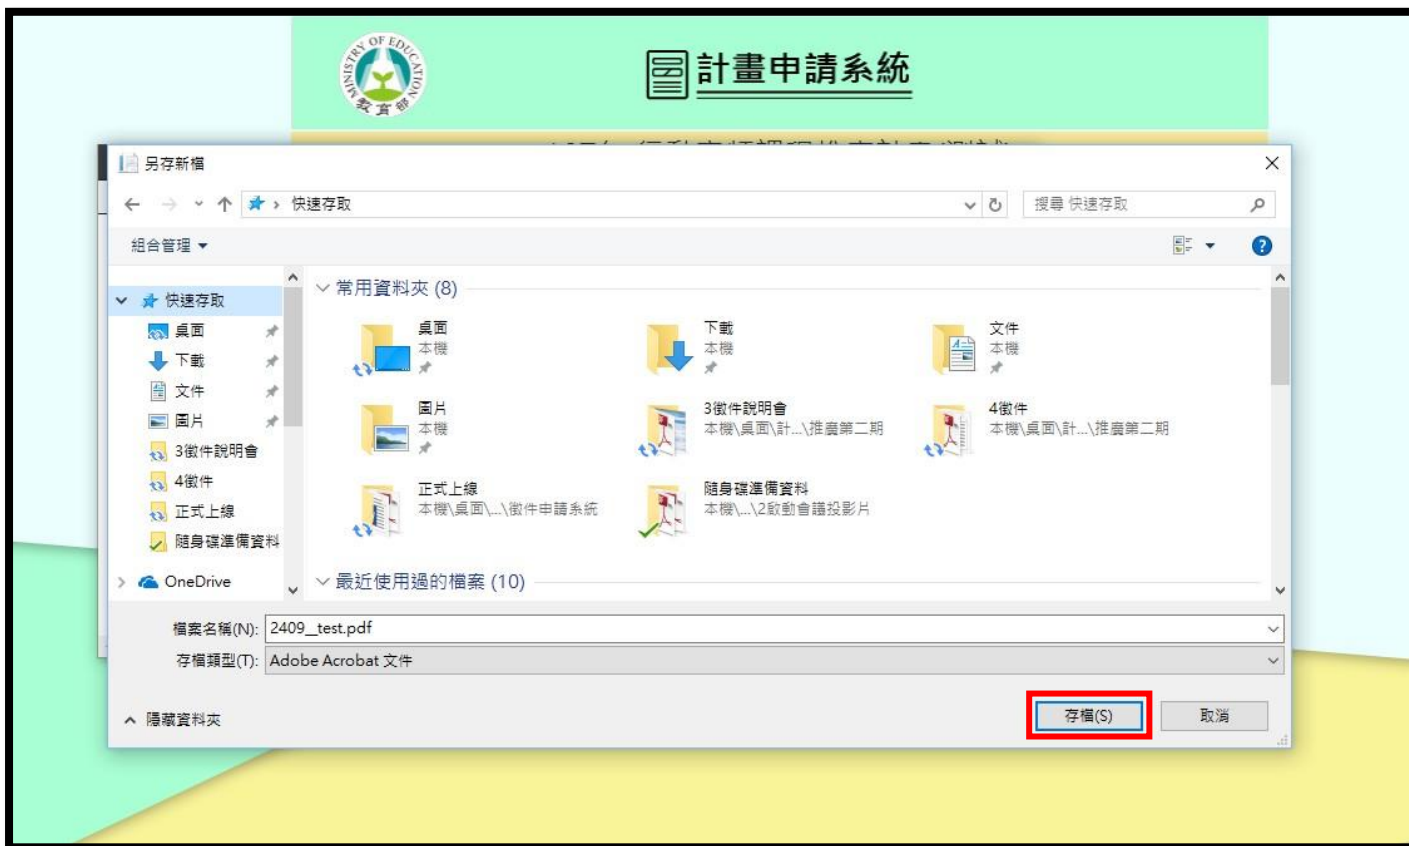 MINISTRY OF EDUCATION
教育部
計畫申請系統
另存新檔
快速存取
搜尋 快速存取
組合管理
快速存取
桌面
下載
文件
圖片
3徵件說明會
4徵件
正式上線
隨身碟準備資料
OneDrive
常用資料夾 (8)
桌面
本機
下載
本機
文件
本機
圖片
本機
3徵件說明會
本機\桌面\計...\推廣第二期
4徵件
本機\桌面\計...\推廣第二期
正式上線
本機\桌面\...\徵件申請系統
隨身碟準備資料
本機\...\2啟動會議投影片
最近使用過的檔案 (10)
檔案名稱(N): 2409__test.pdf
存檔類型(T): Adobe Acrobat 文件
隱藏資料夾
存檔(S)
取消